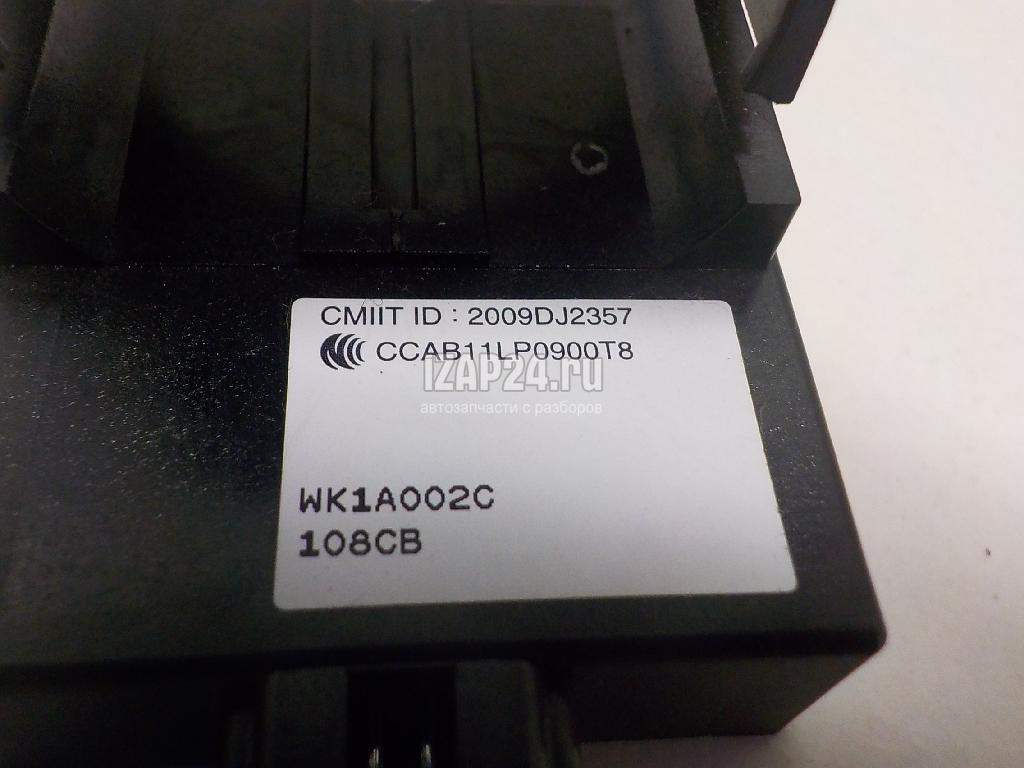 CMIIT ID : 2009DJ2357
CCAB11LP0900T8
IZAP24.ru
автозапчасти с разборов
WK1A002C
108CB